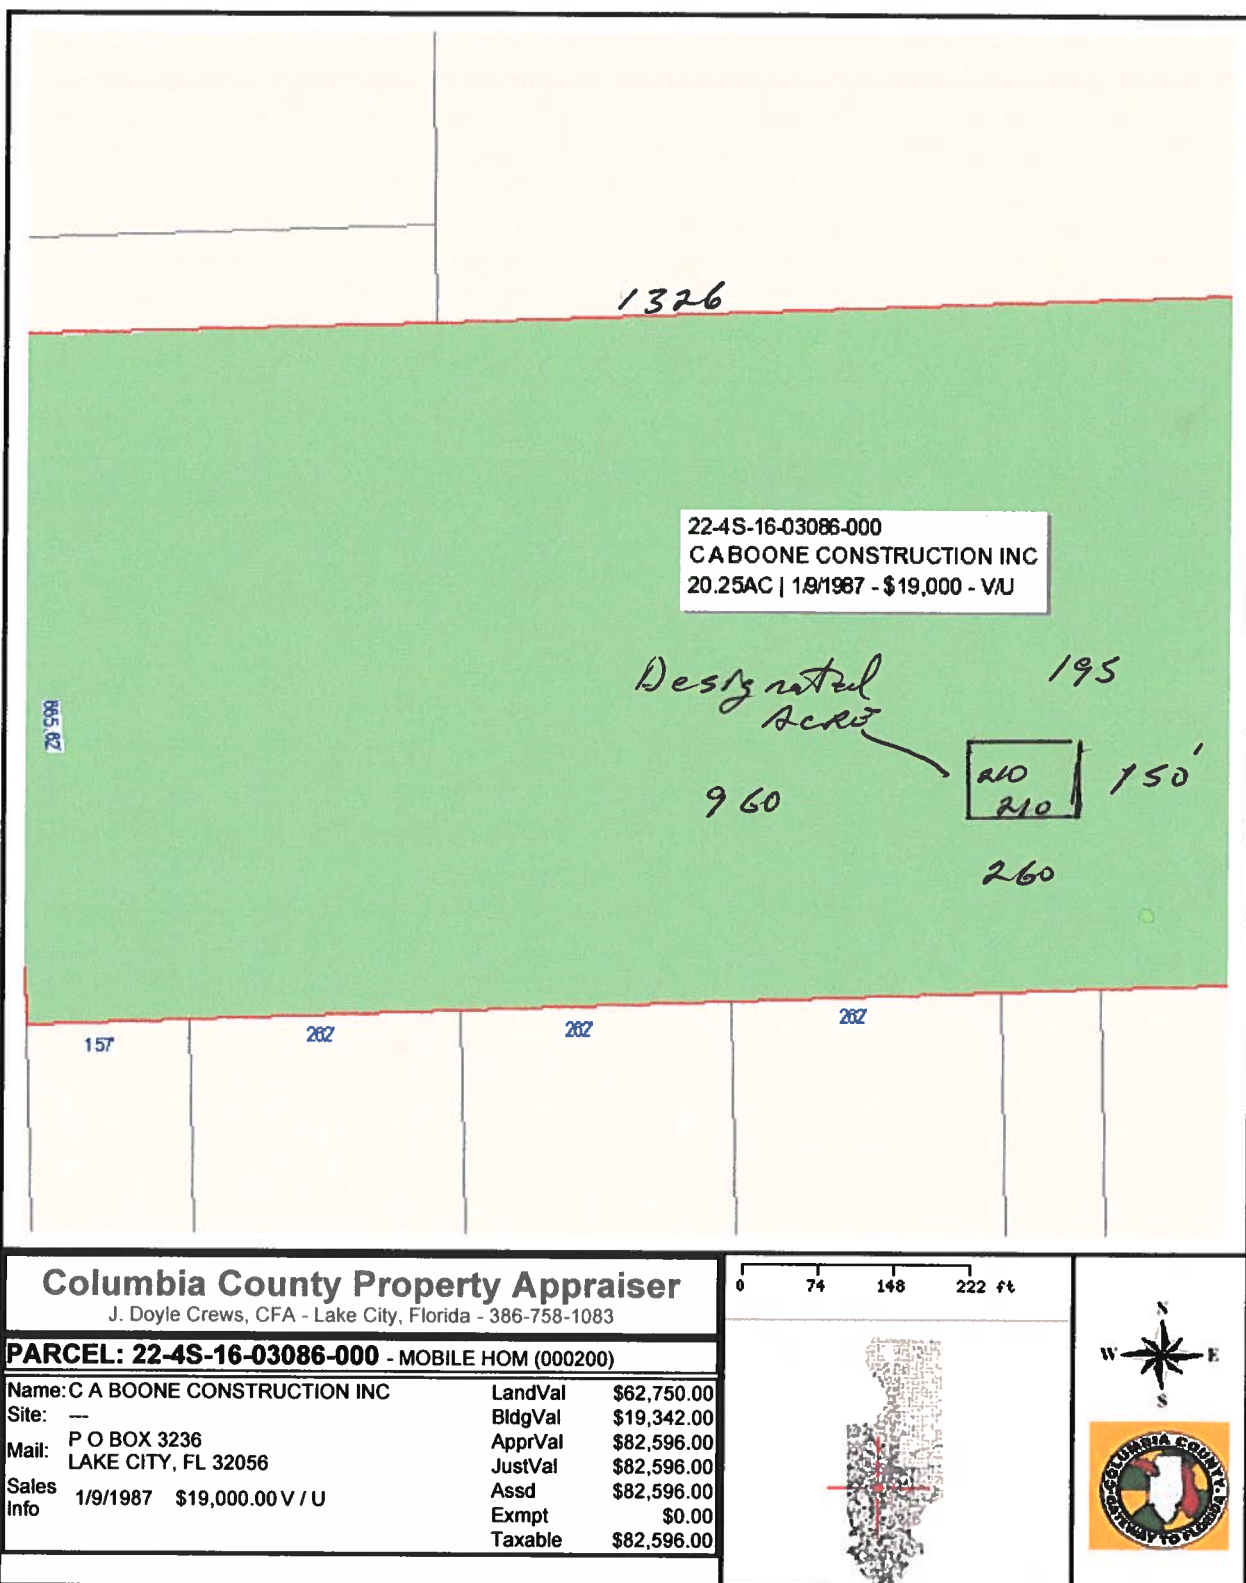 1326
22-4S-16-03086-000
C A BOONE CONSTRUCTION INC
20.25AC | 1/9/1987 - $19,000 - V/U
Designated
ACRE
195
210
210
150'
960
260
665.62'
157'
262'
262'
262'
Columbia County Property Appraiser
J. Doyle Crews, CFA - Lake City, Florida - 386-758-1083
PARCEL: 22-4S-16-03086-000 - MOBILE HOM (000200)
Name: C A BOONE CONSTRUCTION INC
Site: ---
Mail: P O BOX 3236
LAKE CITY, FL 32056
Sales Info 1/9/1987 $19,000.00 V / U
LandVal $62,750.00
BldgVal $19,342.00
ApprVal $82,596.00
JustVal $82,596.00
Assd $82,596.00
Exmpt $0.00
Taxable $82,596.00
0 74 148 222 ft
N
W E
S
COLUMBIA COUNTY
GATEWAY TO FLORIDA